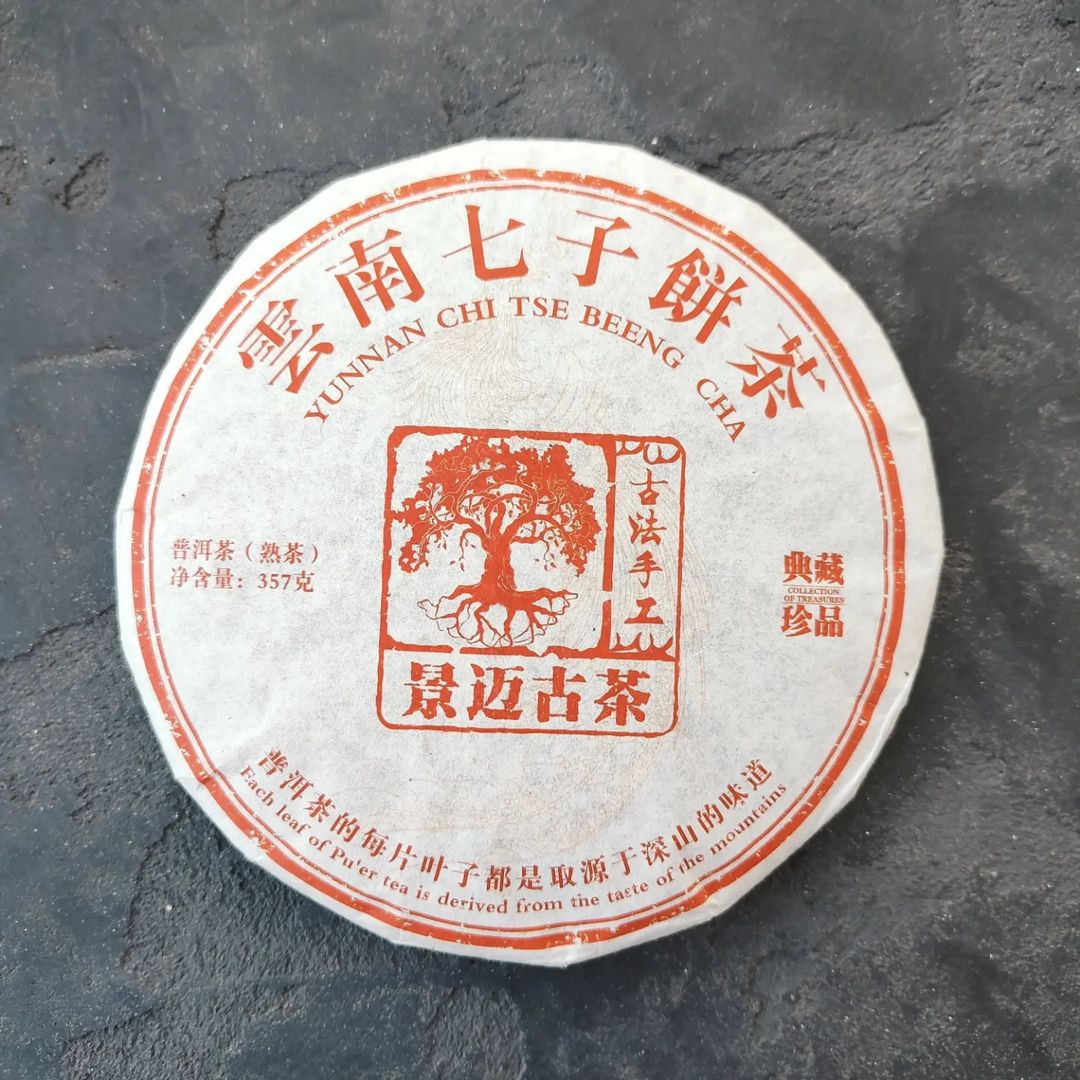 雲南七子餅茶
YUNNAN CHI TSE BEENG CHA
古法手工
景迈古茶
普洱茶（熟茶）
净含量：357克
典藏
COLLECTION
OF TREASURES
珍品
普洱茶的每片叶子都是取源于深山的味道
Each leaf of Pu'er tea is derived from the taste of the mountains